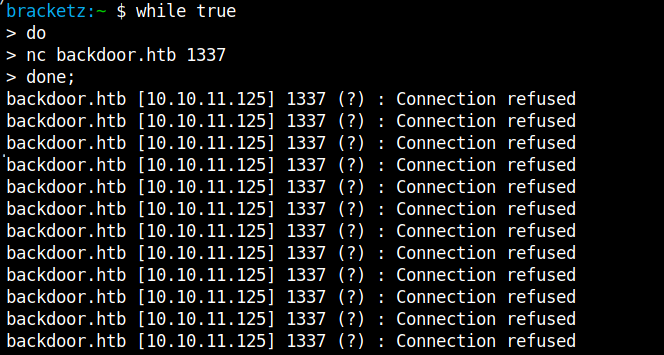 bracketz:~ $ while true
> do
> nc backdoor.htb 1337
> done;
backdoor.htb [10.10.11.125] 1337 (?) : Connection refused
backdoor.htb [10.10.11.125] 1337 (?) : Connection refused
backdoor.htb [10.10.11.125] 1337 (?) : Connection refused
backdoor.htb [10.10.11.125] 1337 (?) : Connection refused
backdoor.htb [10.10.11.125] 1337 (?) : Connection refused
backdoor.htb [10.10.11.125] 1337 (?) : Connection refused
backdoor.htb [10.10.11.125] 1337 (?) : Connection refused
backdoor.htb [10.10.11.125] 1337 (?) : Connection refused
backdoor.htb [10.10.11.125] 1337 (?) : Connection refused
backdoor.htb [10.10.11.125] 1337 (?) : Connection refused
backdoor.htb [10.10.11.125] 1337 (?) : Connection refused
backdoor.htb [10.10.11.125] 1337 (?) : Connection refused